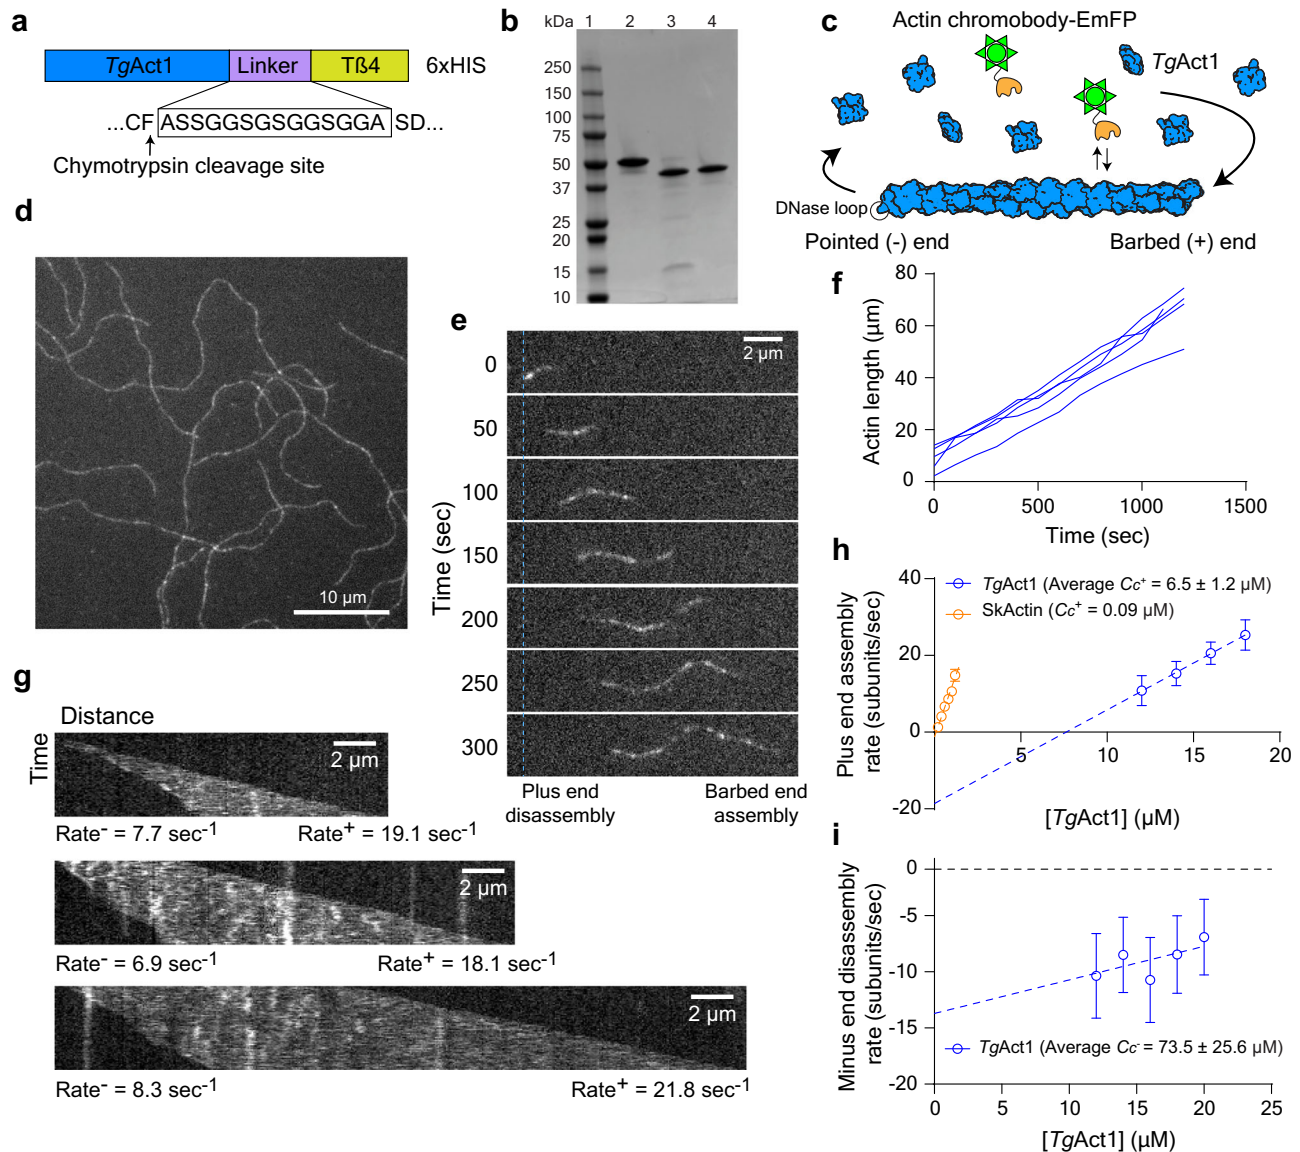 a
TgAct1
Linker
Tß4
6xHIS
...CF ASSGGSGSGGSGGA SD...
Chymotrypsin cleavage site
b
kDa 1 2 3 4
250
150
100
75
50
37
25
20
15
10
c
Actin chromobody-EmFP
TgAct1
DNase loop
Pointed (-) end
Barbed (+) end
d
10 µm
e
2 µm
Time (sec)
0
50
100
150
200
250
300
Plus end
disassembly
Barbed end
assembly
f
Actin length (µm)
80
60
40
20
0
0 500 1000 1500
Time (sec)
g
Distance
Time
2 µm
Rate⁻ = 7.7 sec⁻¹
Rate⁺ = 19.1 sec⁻¹
2 µm
Rate⁻ = 6.9 sec⁻¹
Rate⁺ = 18.1 sec⁻¹
2 µm
Rate⁻ = 8.3 sec⁻¹
Rate⁺ = 21.8 sec⁻¹
h
Plus end assembly
rate (subunits/sec)
40
20
0
-20
TgAct1 (Average Cc⁺ = 6.5 ± 1.2 µM)
SkActin (Cc⁺ = 0.09 µM)
5 10 15 20
[TgAct1] (µM)
i
Minus end disassembly
rate (subunits/sec)
0
-5
-10
-15
-20
TgAct1 (Average Cc⁻ = 73.5 ± 25.6 µM)
0 5 10 15 20 25
[TgAct1] (µM)